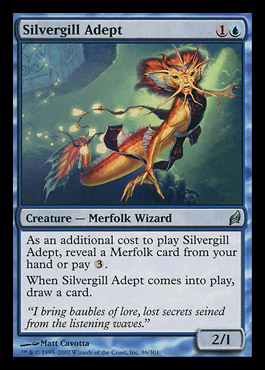 Silvergill Adept 1
Creature — Merfolk Wizard
As an additional cost to play Silvergill
Adept, reveal a Merfolk card from your
hand or pay 3.
When Silvergill Adept comes into play,
draw a card.
“I bring baubles of lore, lost secrets seined
from the listening waves.”
Matt Cavotta
2/1
™ & © 1993–2007 Wizards of the Coast, Inc. 86/301